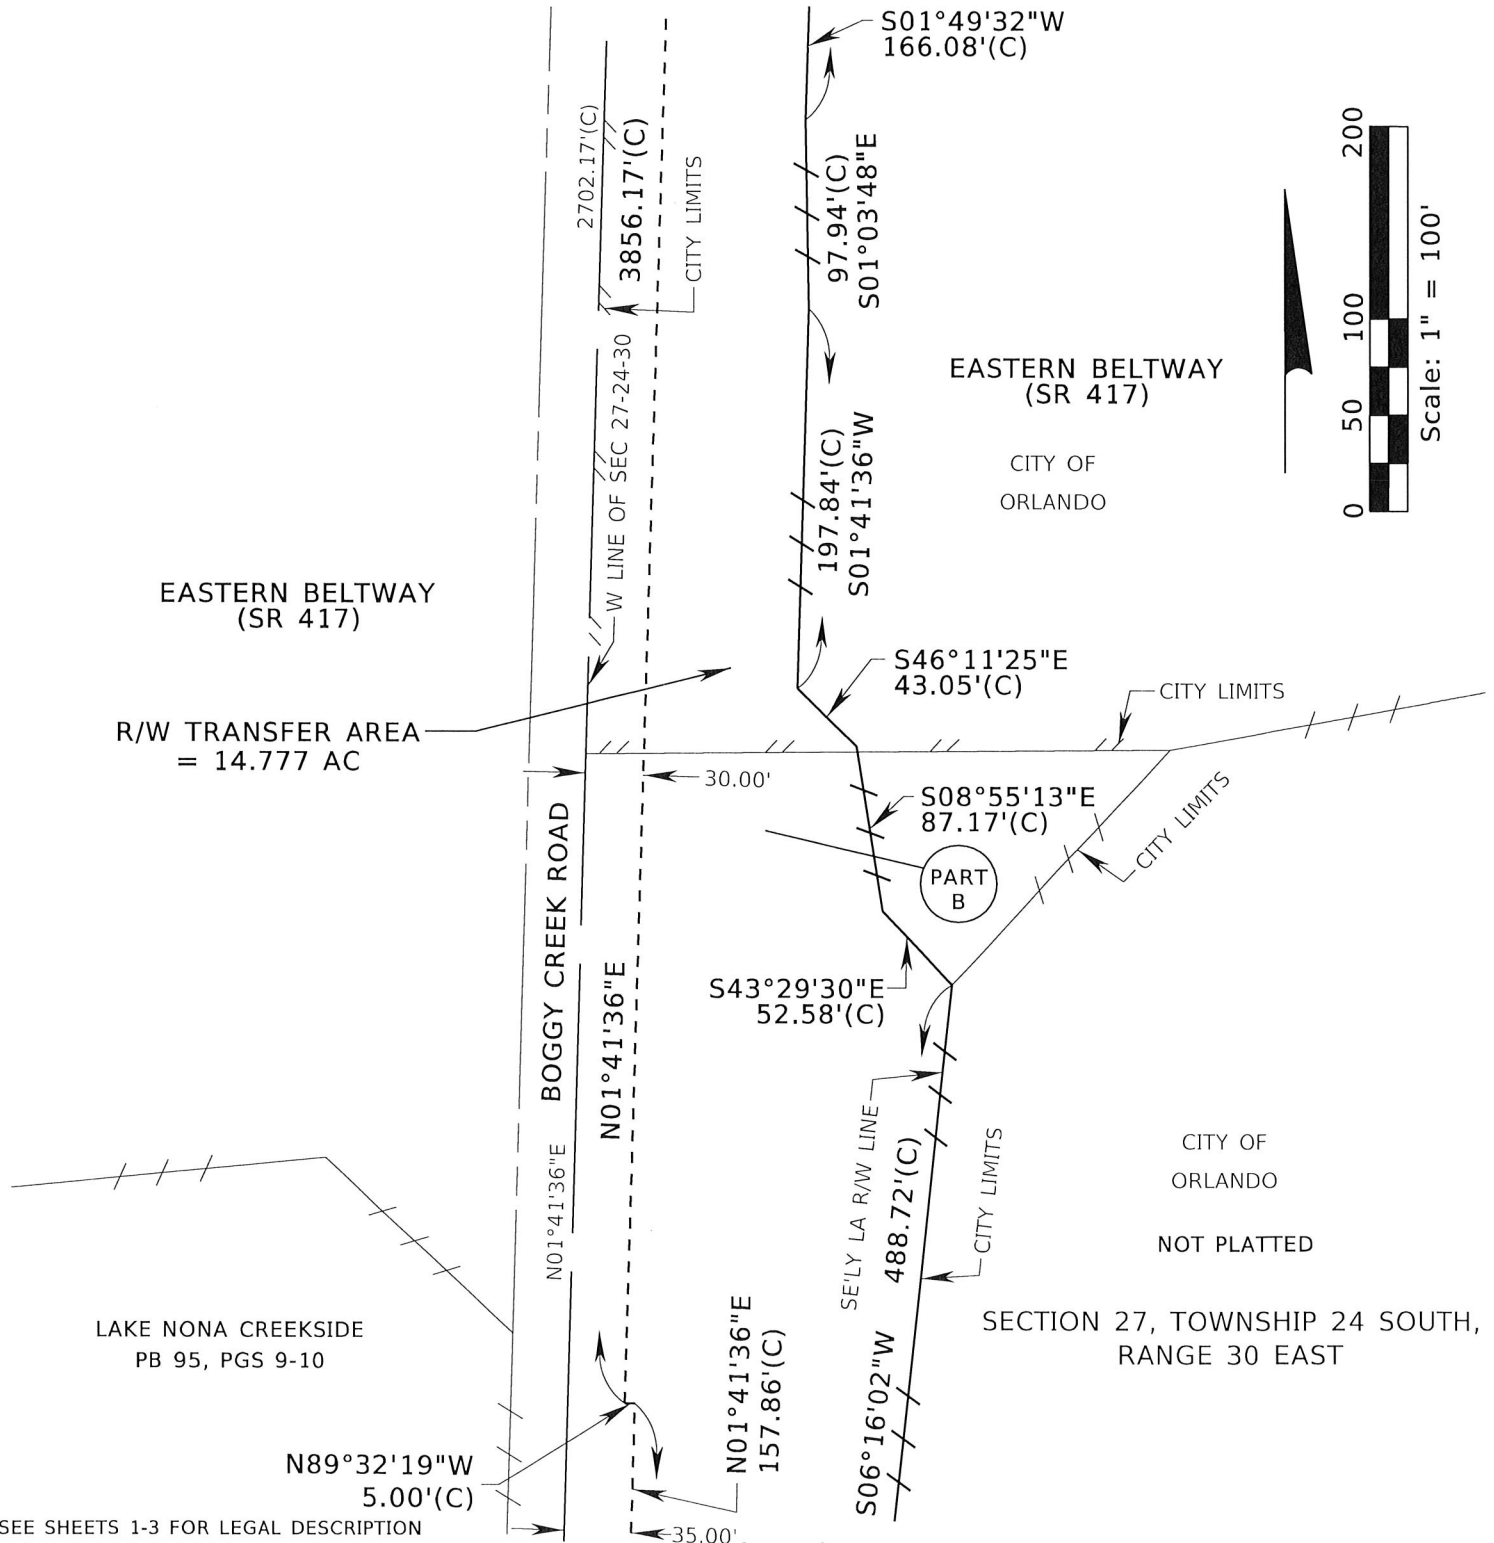 S01°49'32"W
166.08'(C)
2702.17'(C)
3856.17'(C)
CITY LIMITS
97.94'(C)
S01°03'48"E
200
100
50
0
Scale: 1" = 100'
EASTERN BELTWAY
(SR 417)
CITY OF
ORLANDO
W LINE OF SEC 27-24-30
197.84'(C)
S01°41'36"W
EASTERN BELTWAY
(SR 417)
S46°11'25"E
43.05'(C)
CITY LIMITS
R/W TRANSFER AREA
= 14.777 AC
30.00'
S08°55'13"E
87.17'(C)
CITY LIMITS
PART
B
BOGGY CREEK ROAD
N01°41'36"E
S43°29'30"E
52.58'(C)
N01°41'36"E
SE'LY LA R/W LINE
488.72'(C)
S06°16'02"W
CITY LIMITS
CITY OF
ORLANDO
NOT PLATTED
SECTION 27, TOWNSHIP 24 SOUTH,
RANGE 30 EAST
LAKE NONA CREEKSIDE
PB 95, PGS 9-10
N01°41'36"E
157.86'(C)
N89°32'19"W
5.00'(C)
SEE SHEETS 1-3 FOR LEGAL DESCRIPTION
35.00'